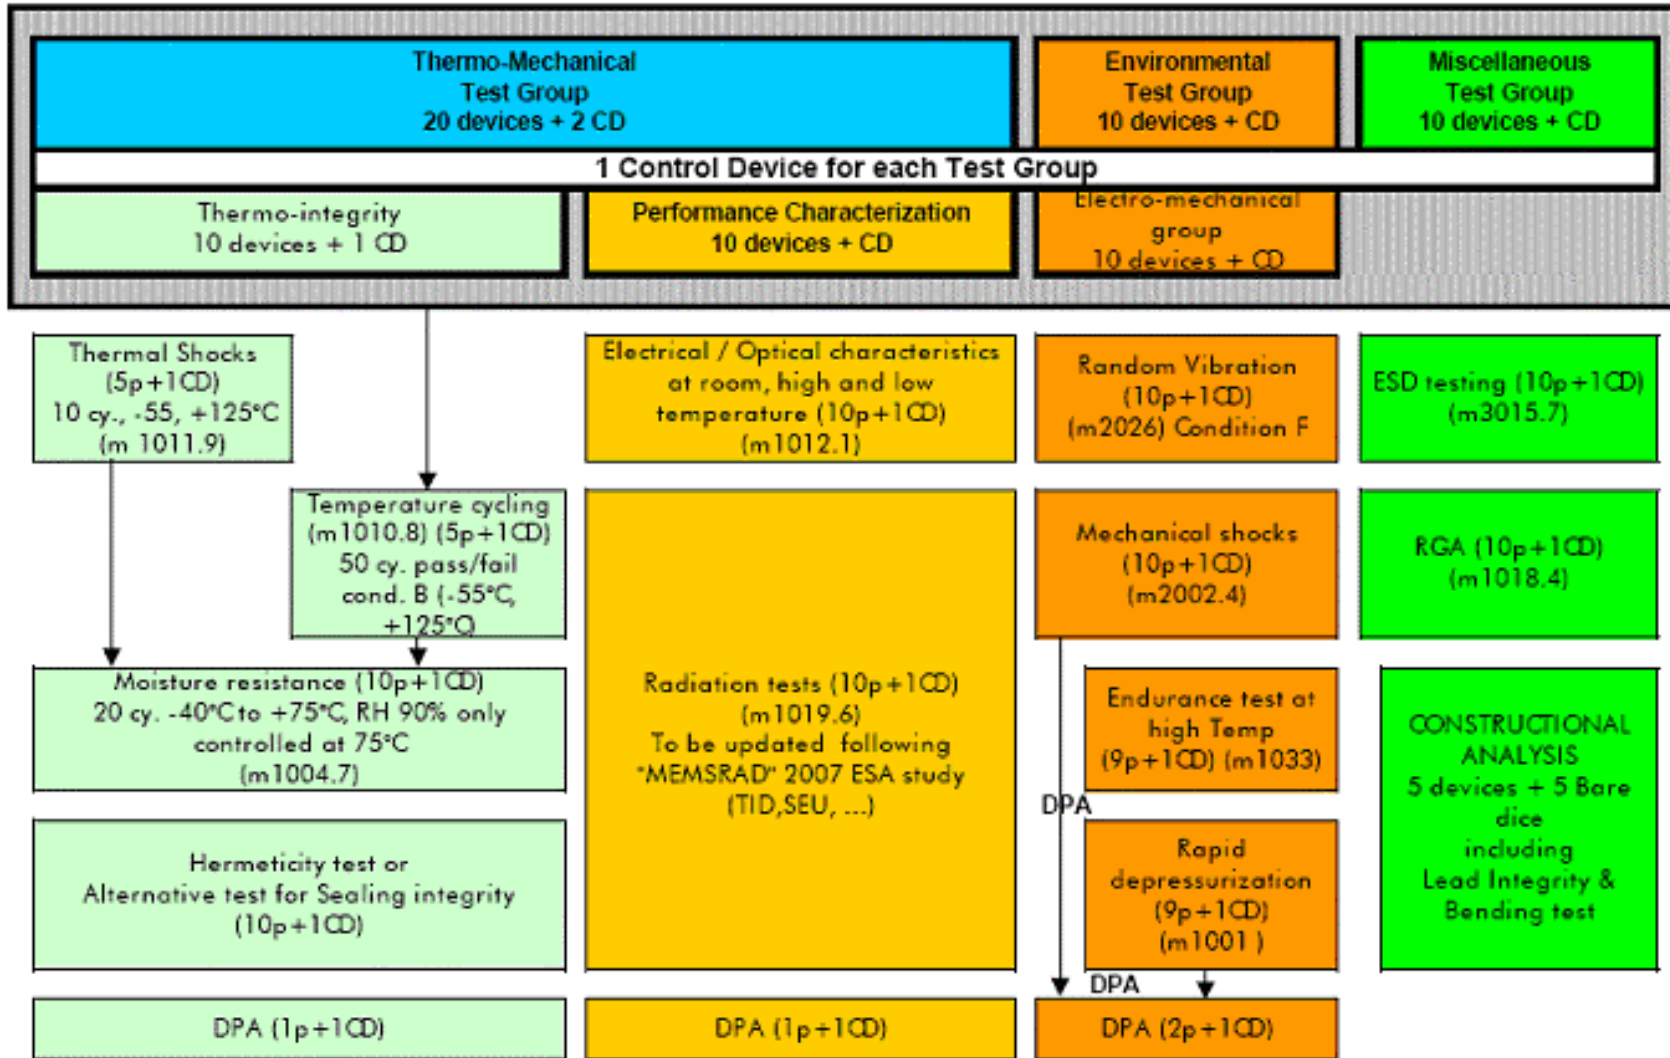 Thermo-Mechanical
Test Group
20 devices + 2 CD
Environmental
Test Group
10 devices + CD
Miscellaneous
Test Group
10 devices + CD
1 Control Device for each Test Group
Thermo-integrity
10 devices + 1 CD
Performance Characterization
10 devices + CD
Electro-mechanical
group
10 devices + CD
Thermal Shocks
(5p+1CD)
10 cy., -55, +125°C
(m 1011.9)
Electrical / Optical characteristics
at room, high and low
temperature (10p+1CD)
(m1012.1)
Random Vibration
(10p+1CD)
(m2026) Condition F
ESD testing (10p+1CD)
(m3015.7)
Temperature cycling
(m1010.8) (5p+1CD)
50 cy. pass/fail
cond. B (-55°C,
+125°C)
Mechanical shocks
(10p+1CD)
(m2002.4)
RGA (10p+1CD)
(m1018.4)
Moisture resistance (10p+1CD)
20 cy. -40°C to +75°C, RH 90% only
controlled at 75°C
(m1004.7)
Radiation tests (10p+1CD)
(m1019.6)
To be updated following
"MEMSRAD" 2007 ESA study
(TID,SEU, ...)
Endurance test at
high Temp
(9p+1CD) (m1033)
DPA
CONSTRUCTIONAL
ANALYSIS
5 devices + 5 Bare
dice
including
Lead Integrity &
Bending test
Hermeticity test or
Alternative test for Sealing integrity
(10p+1CD)
Rapid
depressurization
(9p+1CD)
(m1001 )
DPA
DPA (1p+1CD)
DPA (1p+1CD)
DPA (2p+1CD)